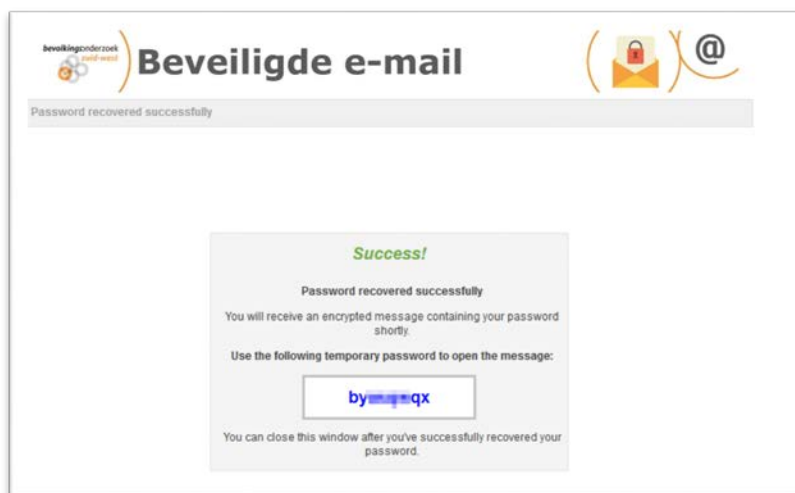 bevolkingsonderzoek
zuid-west
Beveiligde e-mail
@
Password recovered successfully
Success!
Password recovered successfully
You will receive an encrypted message containing your password
shortly.
Use the following temporary password to open the message:
You can close this window after you've successfully recovered your
password.